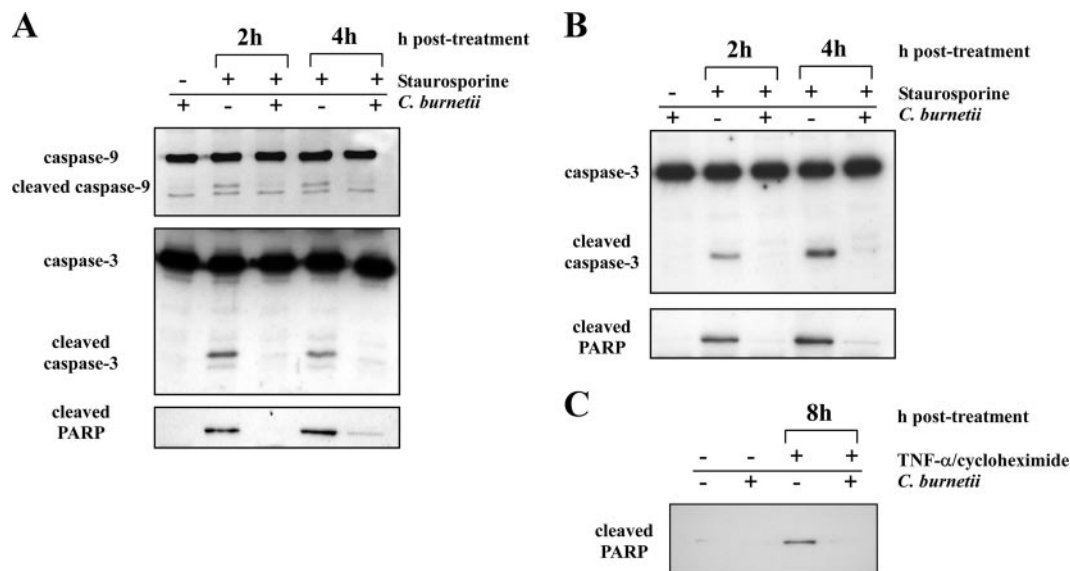 A
2h 4h h post-treatment
- + + + + Staurosporine
+ - + - + C. burnetii
caspase-9
cleaved caspase-9
caspase-3
cleaved
caspase-3
cleaved
PARP
B
2h 4h h post-treatment
- + + + + Staurosporine
+ - + - + C. burnetii
caspase-3
cleaved
caspase-3
cleaved
PARP
C
8h h post-treatment
- - + + TNF-α/cycloheximide
- + - + C. burnetii
cleaved
PARP